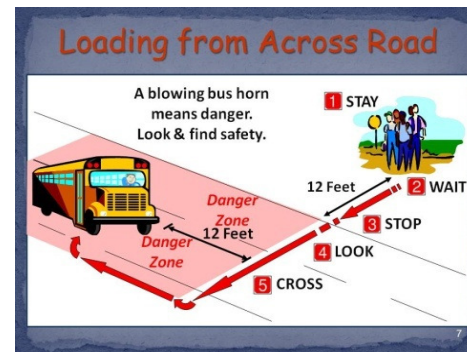 Loading from Across Road
A blowing bus horn
means danger.
Look & find safety.
1 STAY
12 Feet
2 WAIT
3 STOP
4 LOOK
5 CROSS
Danger
Zone
12 Feet
Danger
Zone
7